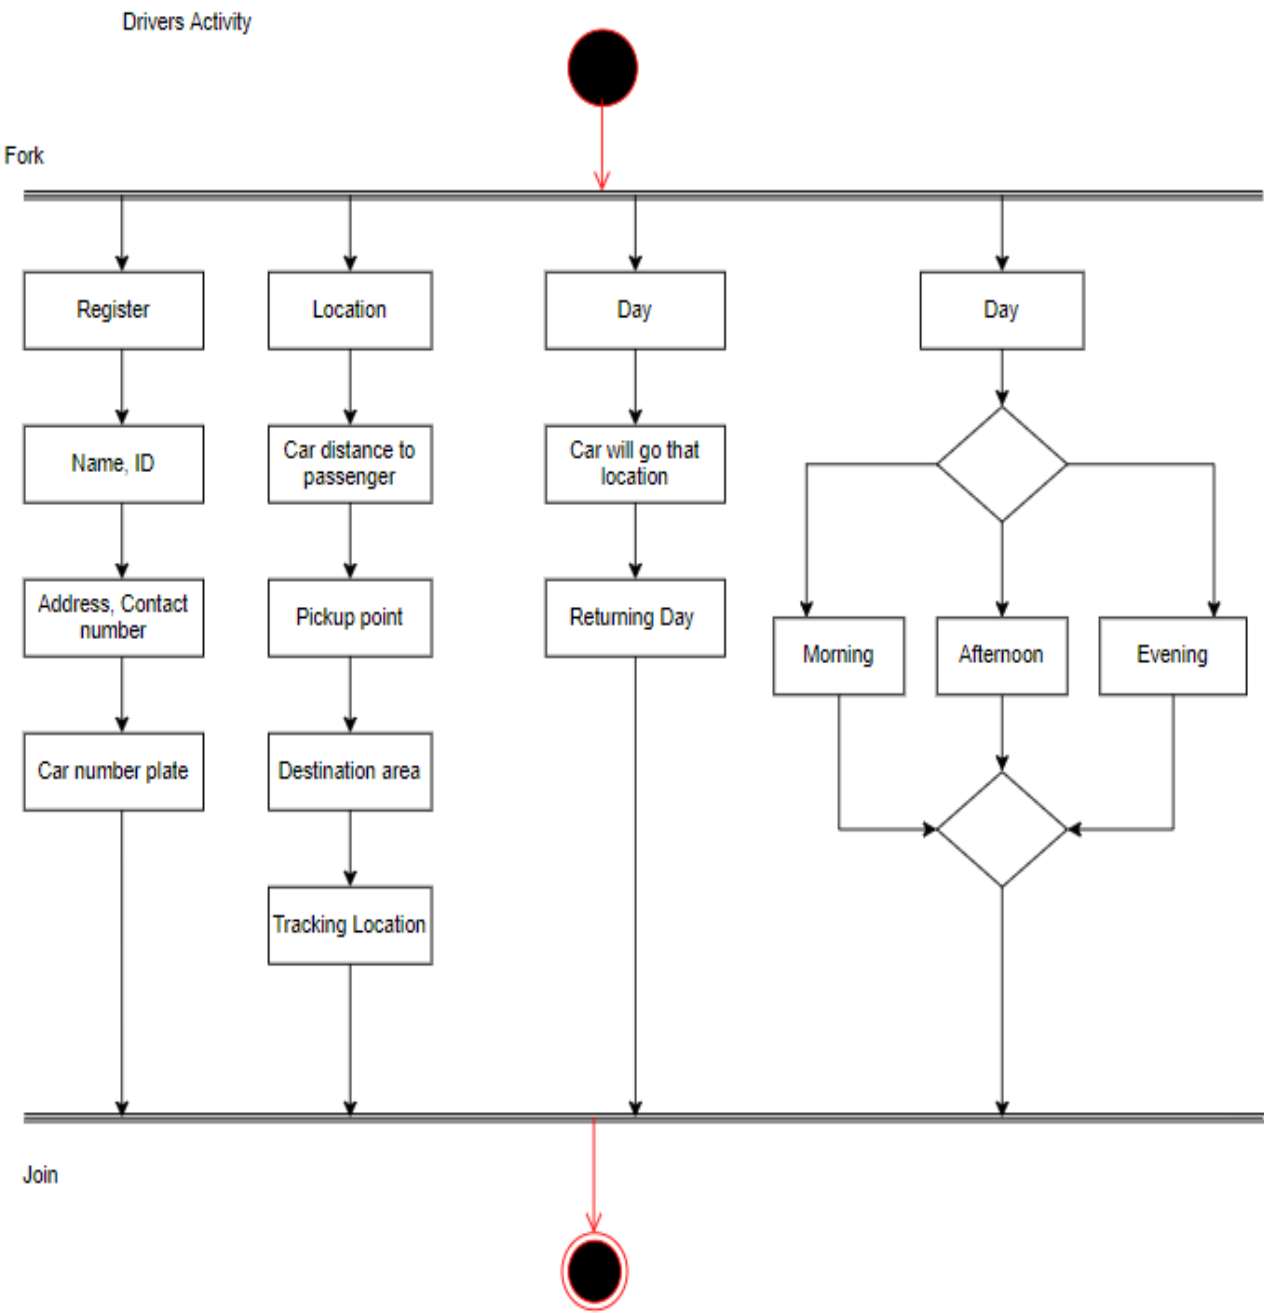 Drivers Activity
Fork
Register
Location
Day
Day
Name, ID
Car distance to
passenger
Car will go that
location
Address, Contact
number
Pickup point
Returning Day
Morning
Afternoon
Evening
Car number plate
Destination area
Tracking Location
Join